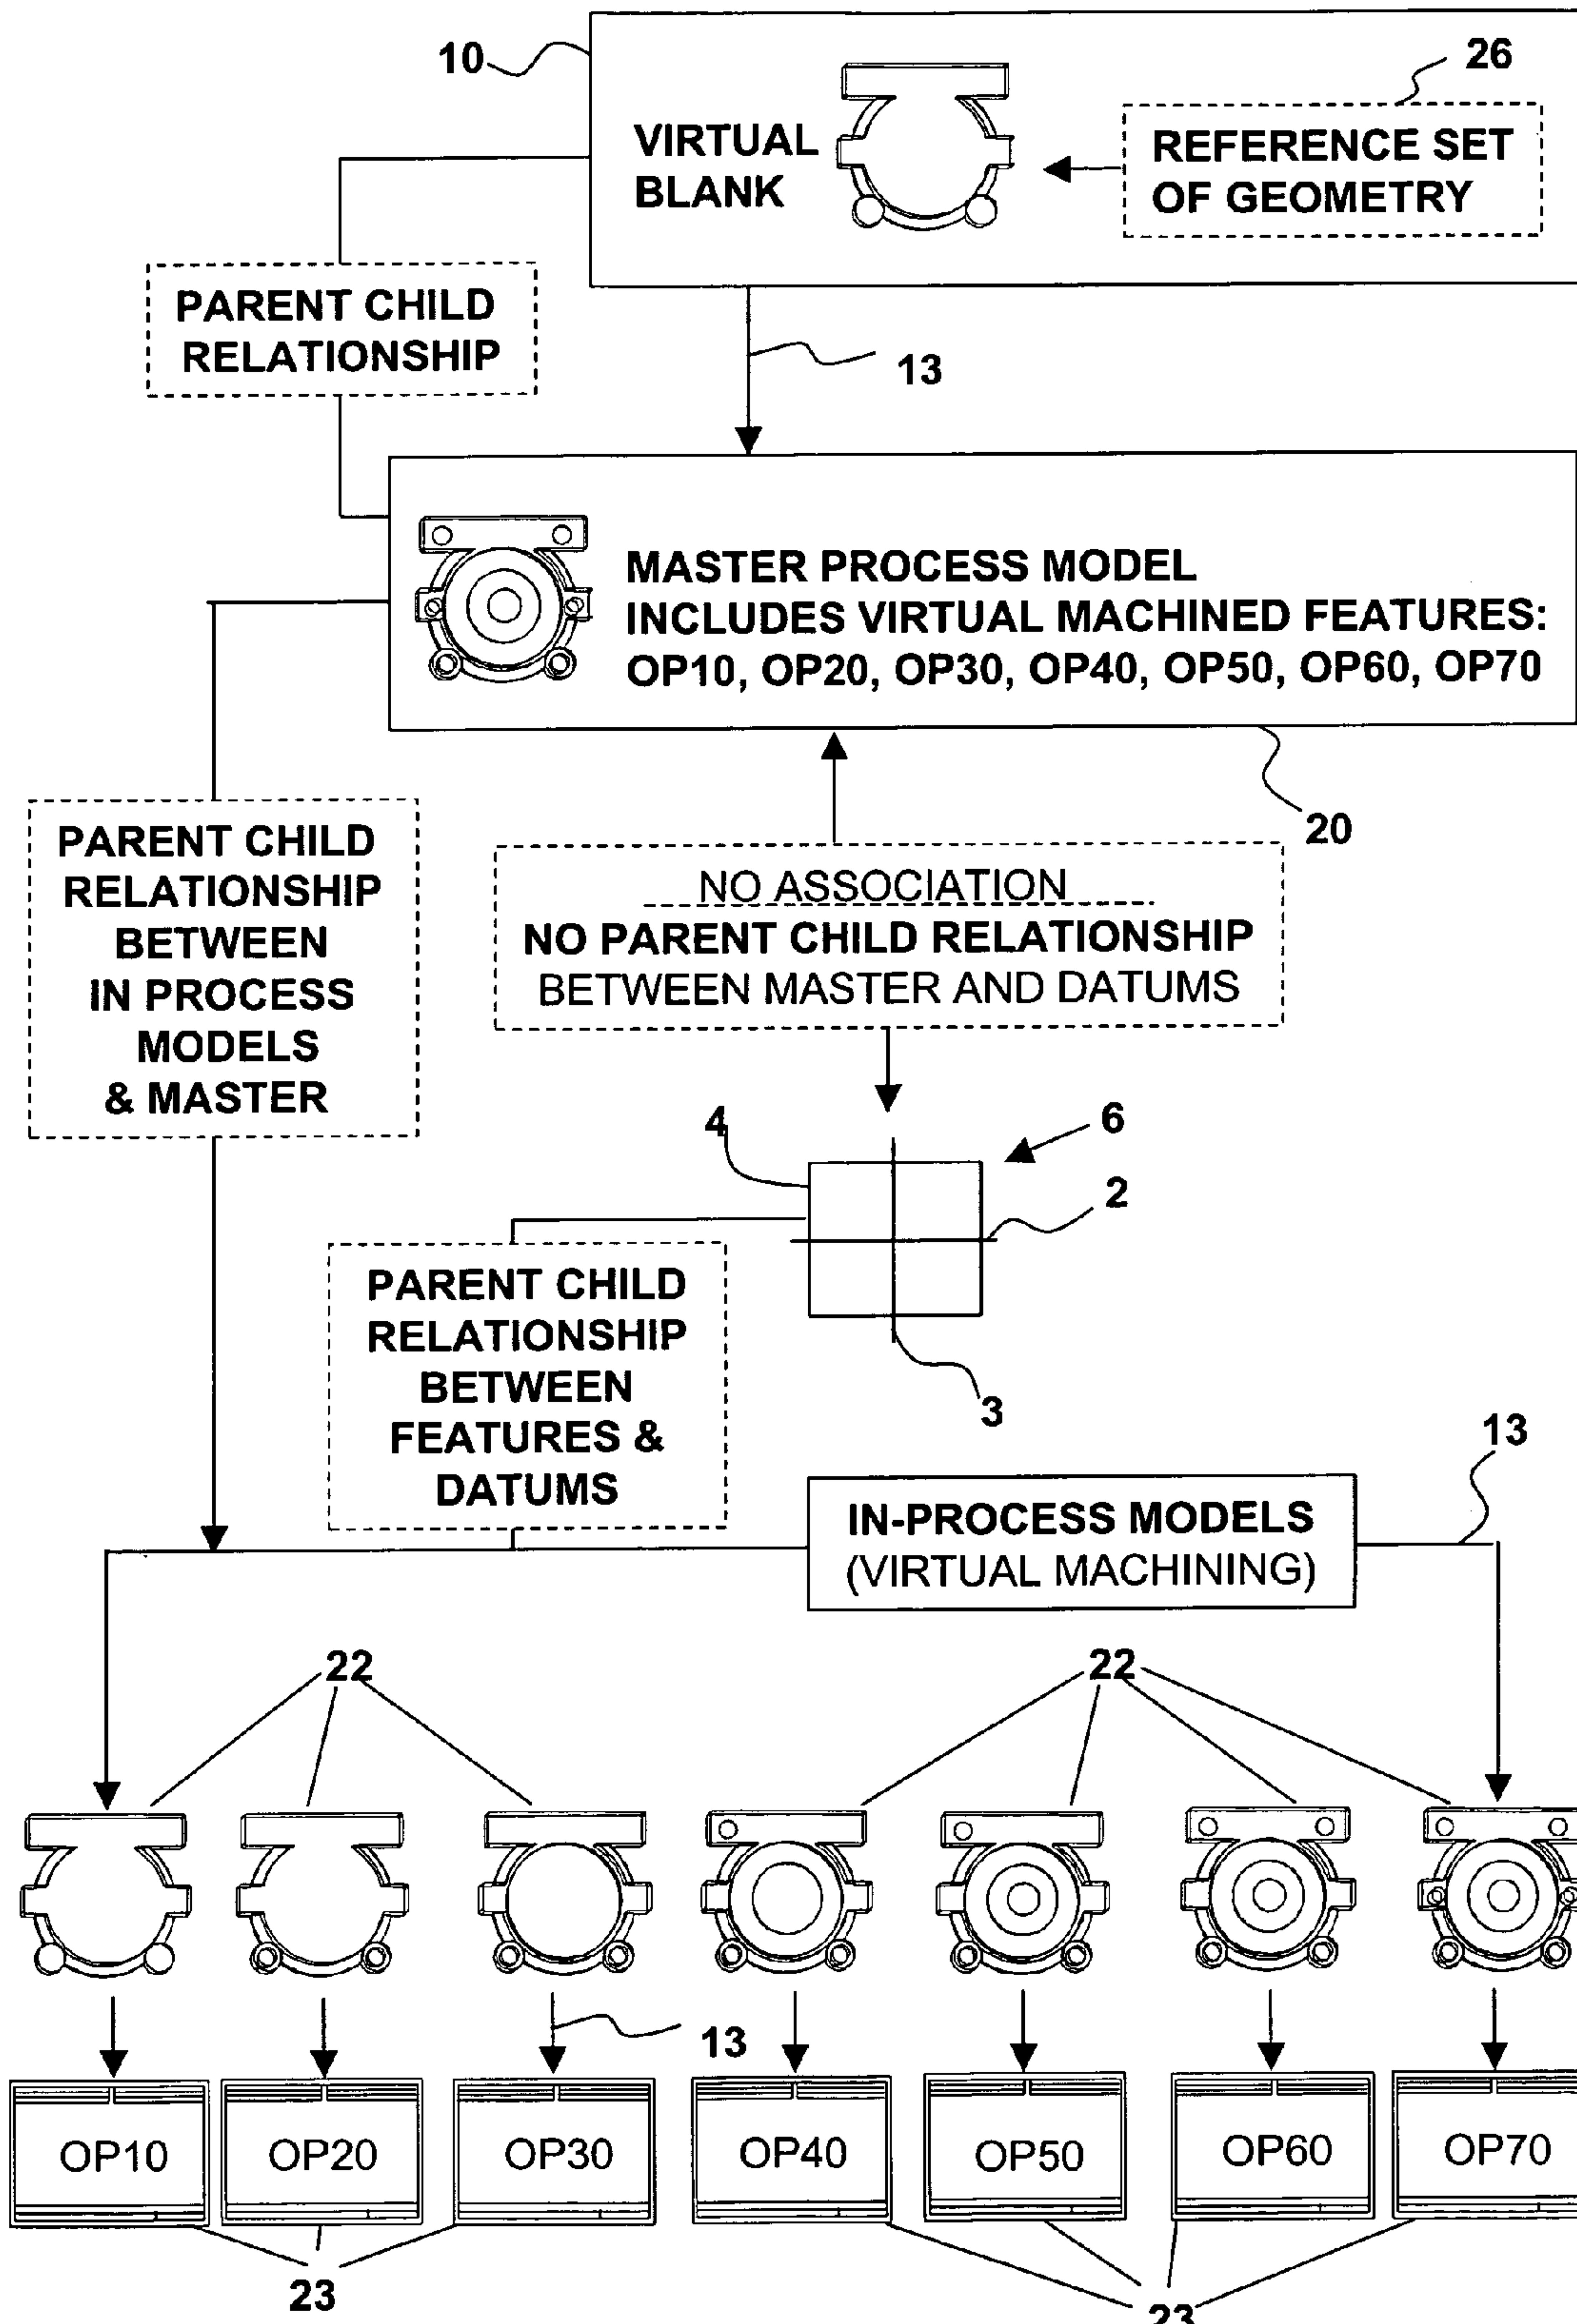 10
26
VIRTUAL
BLANK
REFERENCE SET
OF GEOMETRY
PARENT CHILD
RELATIONSHIP
13
MASTER PROCESS MODEL
INCLUDES VIRTUAL MACHINED FEATURES:
OP10, OP20, OP30, OP40, OP50, OP60, OP70
20
PARENT CHILD
RELATIONSHIP
BETWEEN
IN PROCESS
MODELS
& MASTER
NO ASSOCIATION
NO PARENT CHILD RELATIONSHIP
BETWEEN MASTER AND DATUMS
4
6
2
3
PARENT CHILD
RELATIONSHIP
BETWEEN
FEATURES &
DATUMS
13
IN-PROCESS MODELS
(VIRTUAL MACHINING)
22
22
13
OP10
OP20
OP30
OP40
OP50
OP60
OP70
23
23